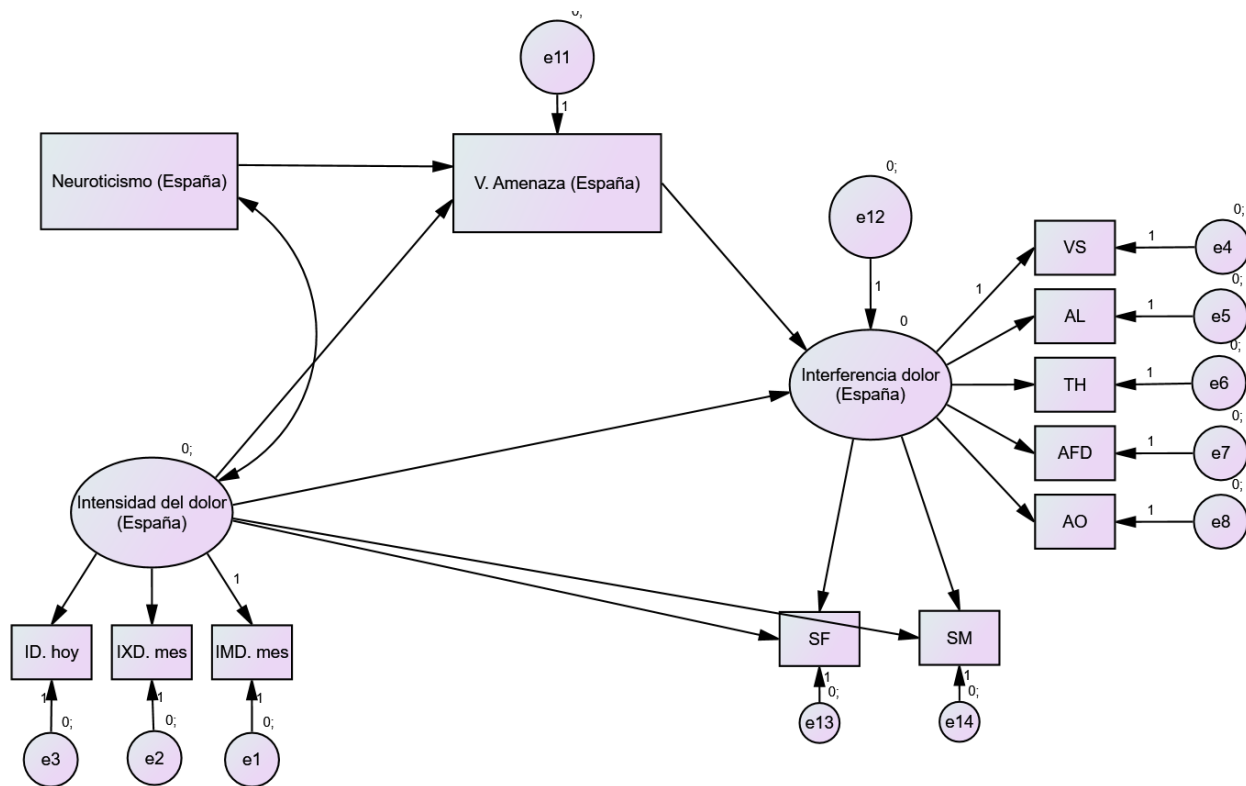 0;
e11
1
Neuroticismo (España)
V. Amenaza (España)
0;
e12
1
0
Interferencia dolor
(España)
1
VS
1
0;
e4
AL
1
0;
e5
TH
1
0;
e6
AFD
1
0;
e7
AO
1
0;
e8
0;
Intensidad del dolor
(España)
1
ID. hoy
IXD. mes
IMD. mes
1
0;
e3
1
0;
e2
1
0;
e1
SF
SM
1
0;
e13
1
0;
e14